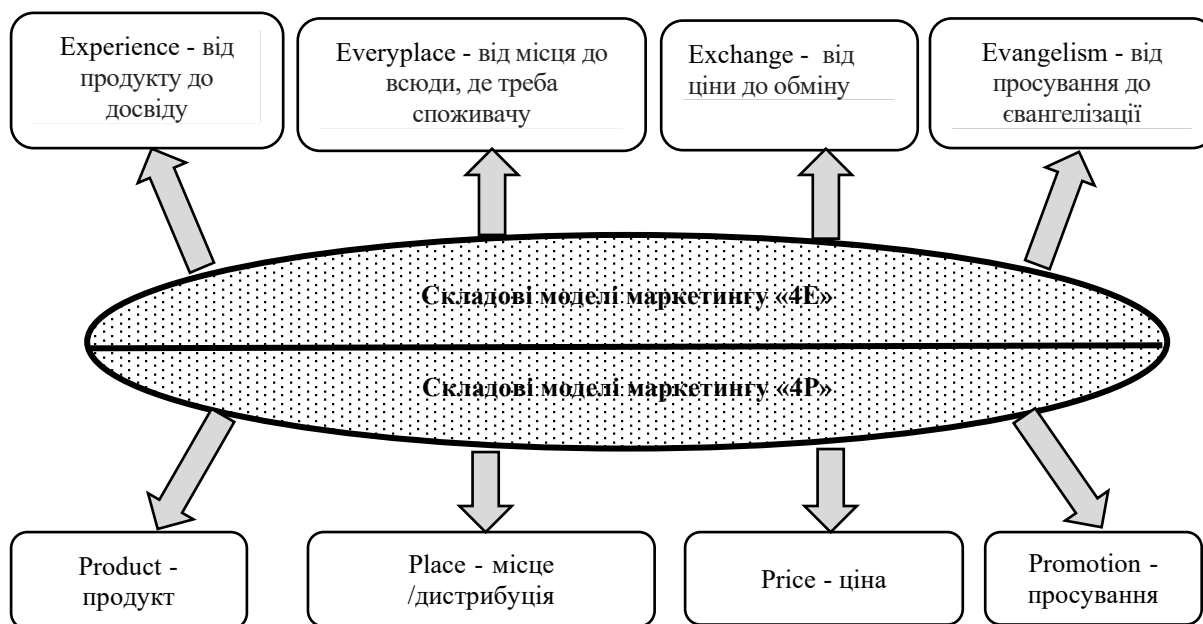 Experience - від
продукту до
досвіду
Everyplace - від місця до
всюди, де треба
споживачу
Exchange - від
ціни до обміну
Evangelism - від
просування до
євангелізації
Складові моделі маркетингу «4E»
Складові моделі маркетингу «4P»
Product -
продукт
Place - місце
/дистрибуція
Price - ціна
Promotion -
просування